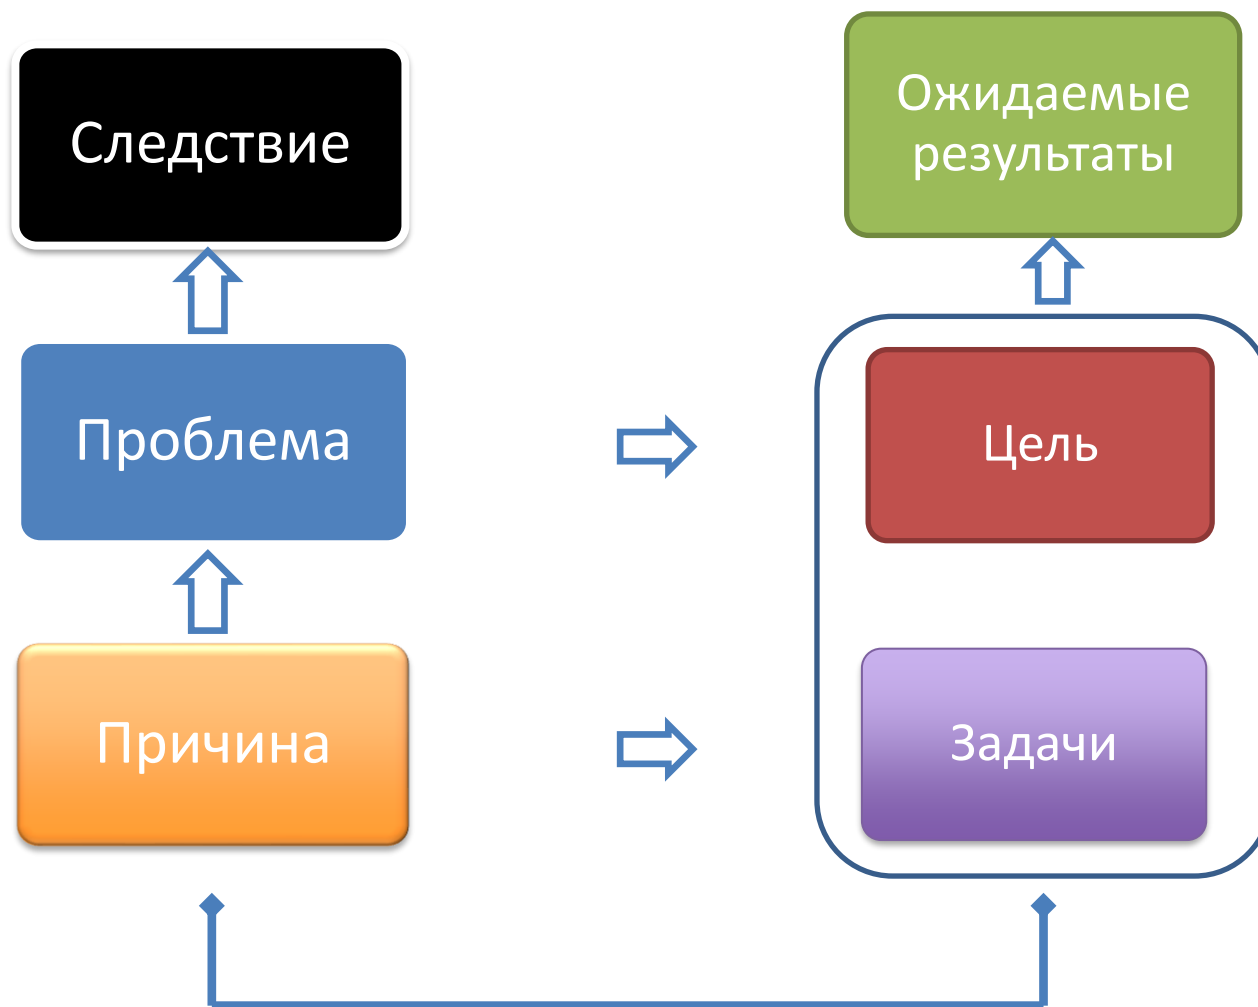 Следствие
Ожидаемые
результаты
Проблема
Цель
Причина
Задачи